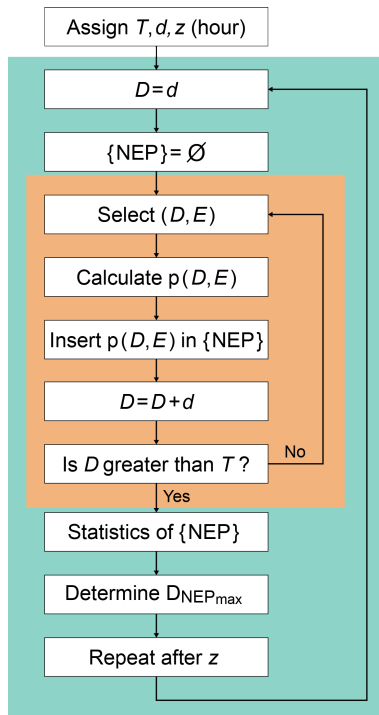 Assign T, d, z (hour)
D = d
{NEP} = Ø
Select (D, E)
Calculate p(D, E)
Insert p(D, E) in {NEP}
D = D + d
Is D greater than T ?
No
Yes
Statistics of {NEP}
Determine D_NEPmax
Repeat after z